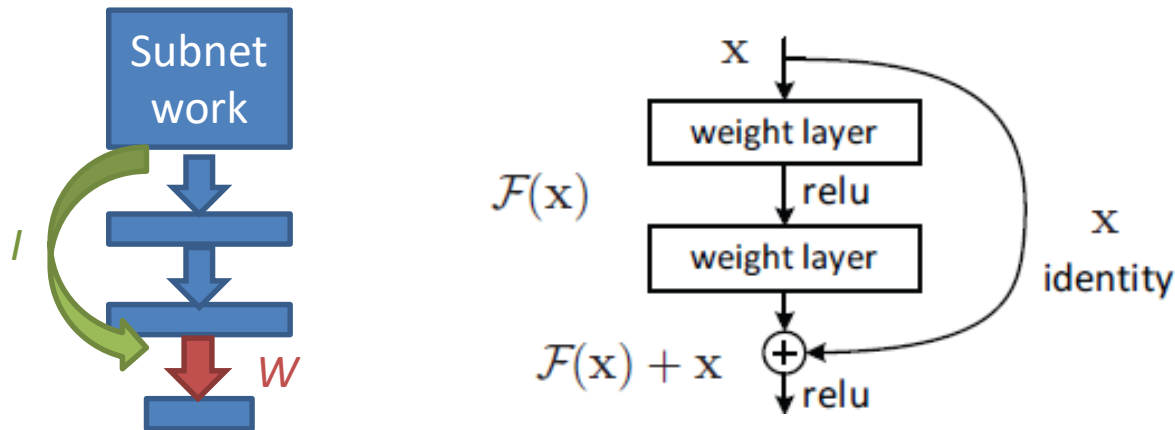 Subnet
work
I
W
x
weight layer
relu
F(x)
weight layer
x
identity
F(x) + x
relu